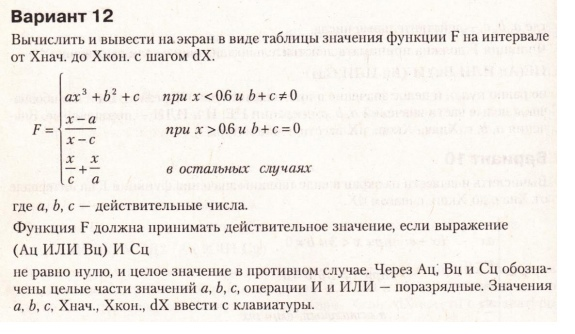 Вариант 12
Вычислить и вывести на экран в виде таблицы значения функции F на интервале
от Xнач. до Xкон. с шагом dX.
ax³ + b² + c при x < 0.6 и b + c ≠ 0
F = { (x − a)/(x − c) при x > 0.6 и b + c = 0
x/c + x/a в остальных случаях
где a, b, c — действительные числа.
Функция F должна принимать действительное значение, если выражение
(Ац ИЛИ Вц) И Сц
не равно нулю, и целое значение в противном случае. Через Ац, Вц и Сц обозна-
чены целые части значений a, b, c, операции И и ИЛИ — поразрядные. Значения
a, b, c, Xнач., Xкон., dX ввести с клавиатуры.